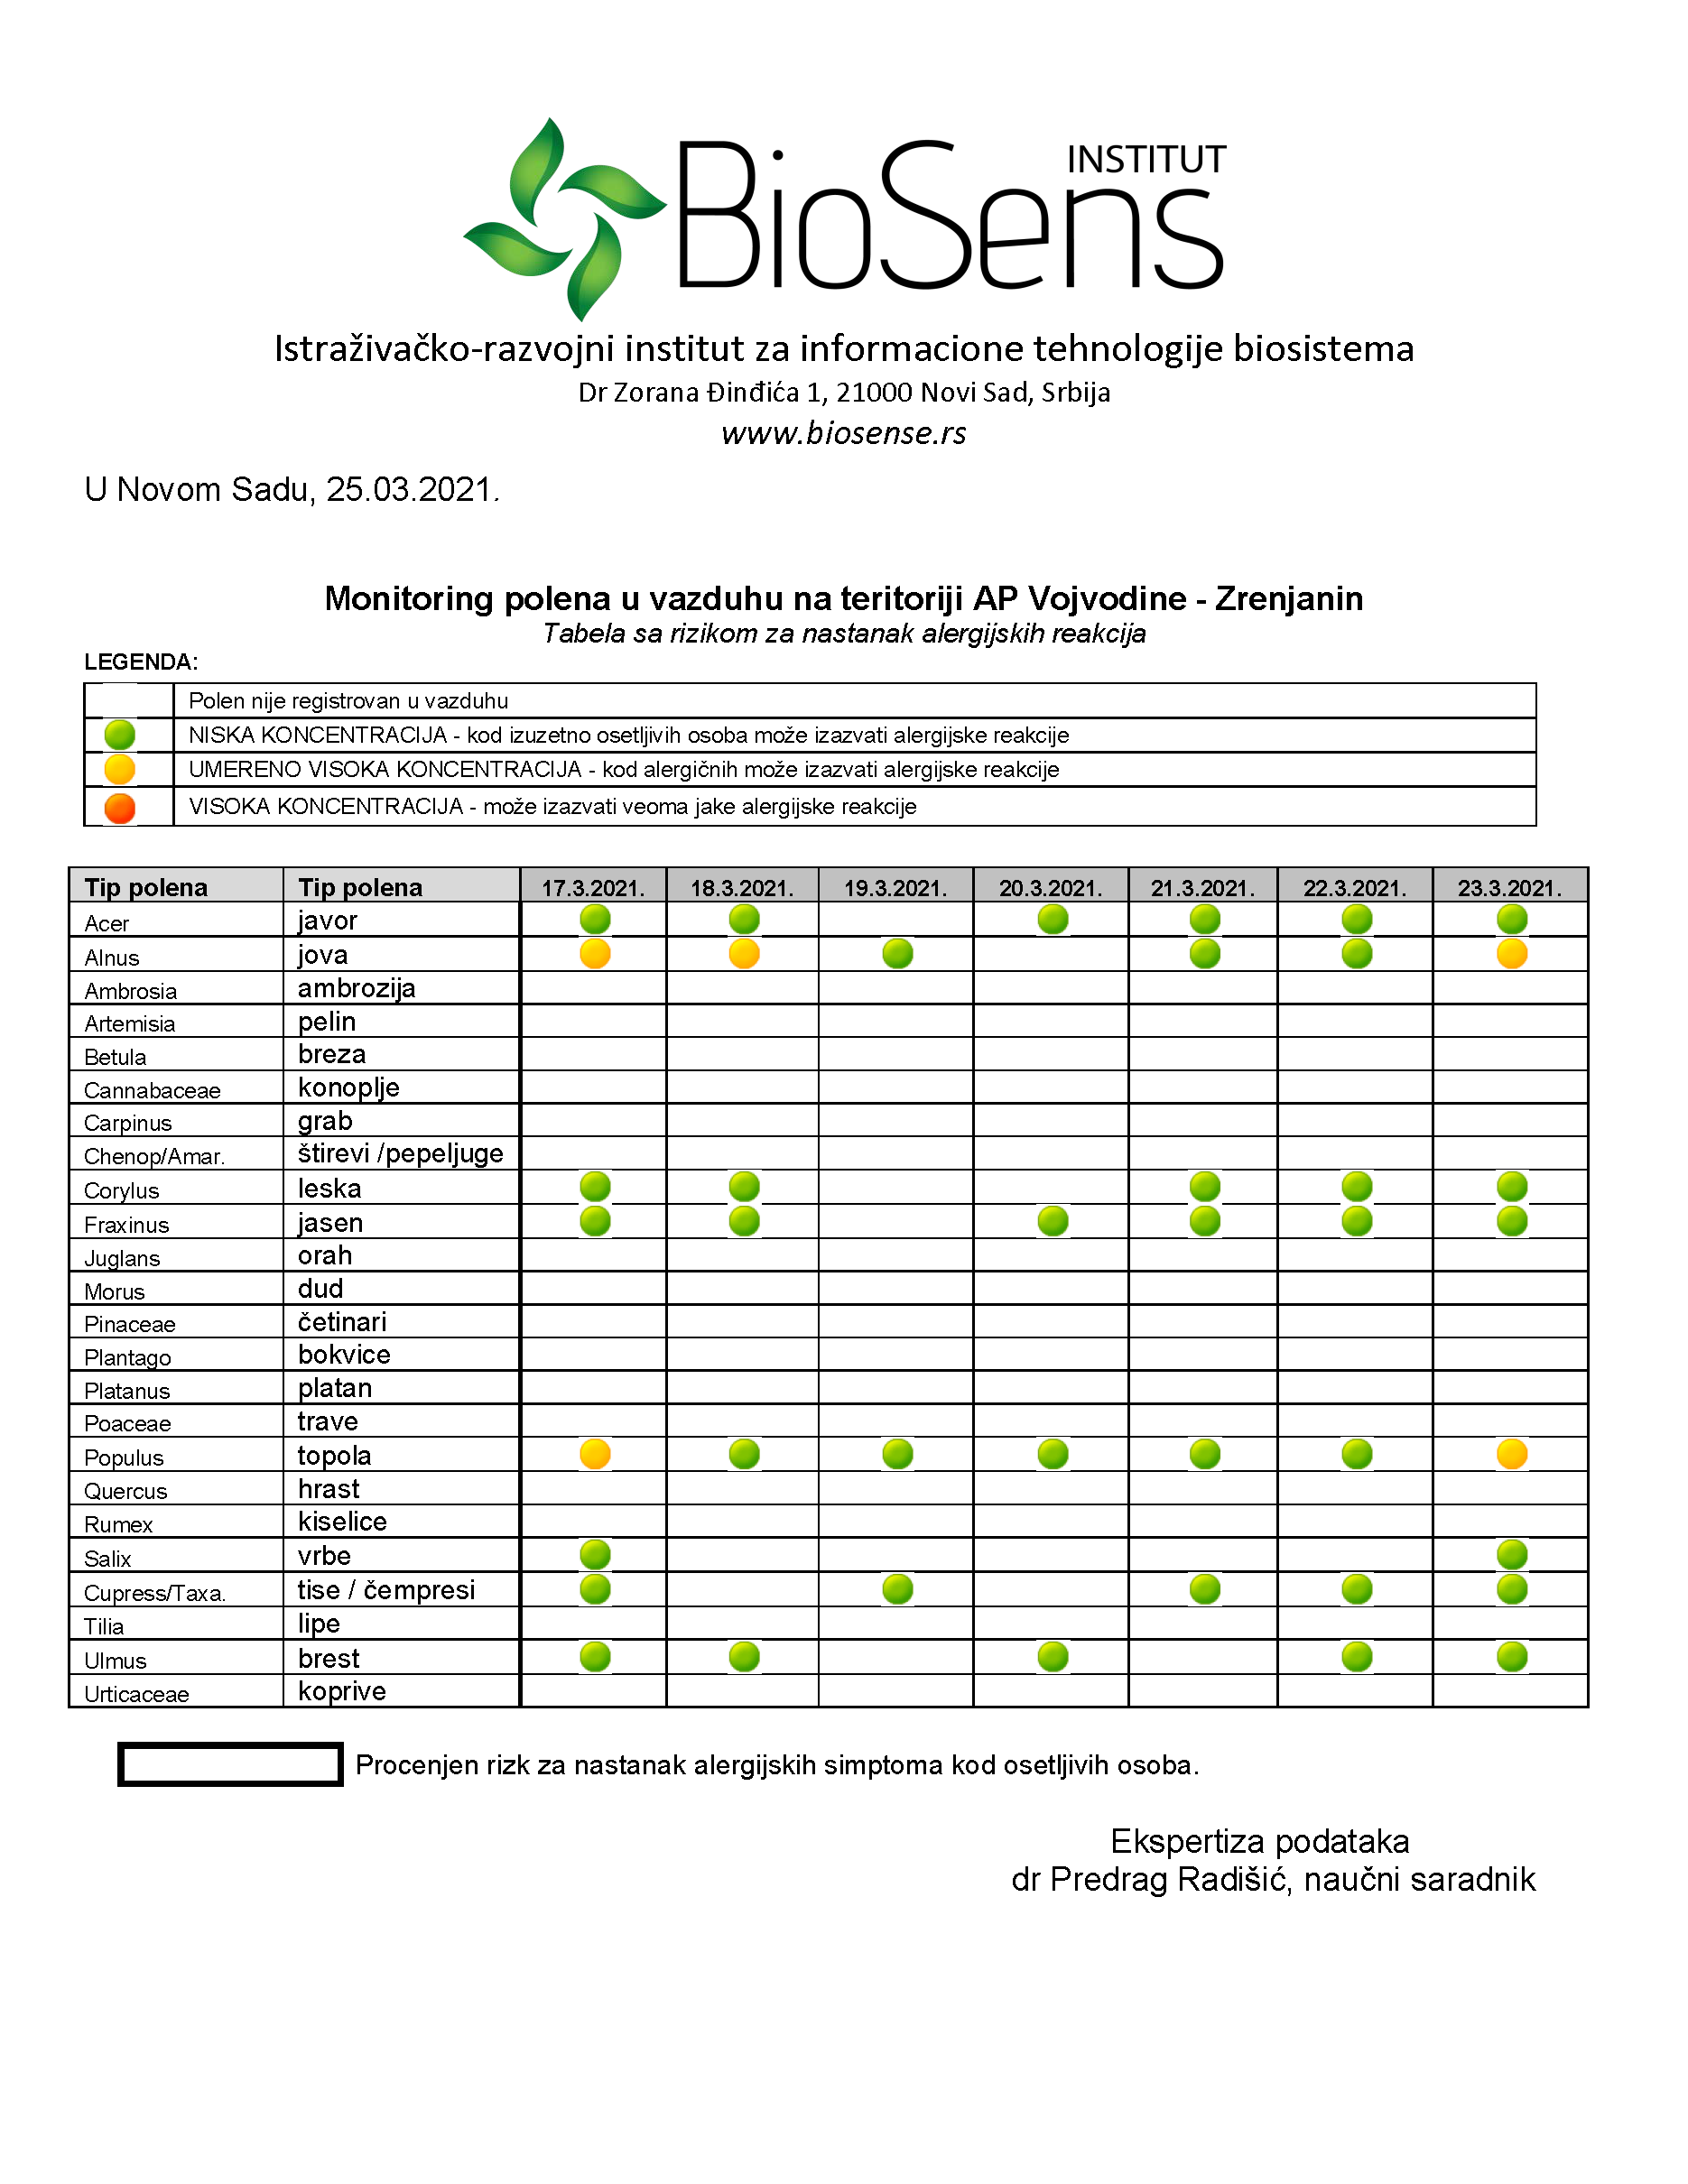 INSTITUT
BioSens
Istraživačko-razvojni institut za informacione tehnologije biosistema
Dr Zorana Đinđića 1, 21000 Novi Sad, Srbija
www.biosense.rs
U Novom Sadu, 25.03.2021.
Monitoring polena u vazduhu na teritoriji AP Vojvodine - Zrenjanin
Tabela sa rizikom za nastanak alergijskih reakcija
LEGENDA:
Polen nije registrovan u vazduhu
NISKA KONCENTRACIJA - kod izuzetno osetljivih osoba može izazvati alergijske reakcije
UMERENO VISOKA KONCENTRACIJA - kod alergičnih može izazvati alergijske reakcije
VISOKA KONCENTRACIJA - može izazvati veoma jake alergijske reakcije
Tip polena Tip polena 17.3.2021. 18.3.2021. 19.3.2021. 20.3.2021. 21.3.2021. 22.3.2021. 23.3.2021.
Acer javor
Alnus jova
Ambrosia ambrozija
Artemisia pelin
Betula breza
Cannabaceae konoplje
Carpinus grab
Chenop/Amar. štirevi /pepeljuge
Corylus leska
Fraxinus jasen
Juglans orah
Morus dud
Pinaceae četinari
Plantago bokvice
Platanus platan
Poaceae trave
Populus topola
Quercus hrast
Rumex kiselice
Salix vrbe
Cupress/Taxa. tise / čempresi
Tilia lipe
Ulmus brest
Urticaceae koprive
Procenjen rizk za nastanak alergijskih simptoma kod osetljivih osoba.
Ekspertiza podataka
dr Predrag Radišić, naučni saradnik